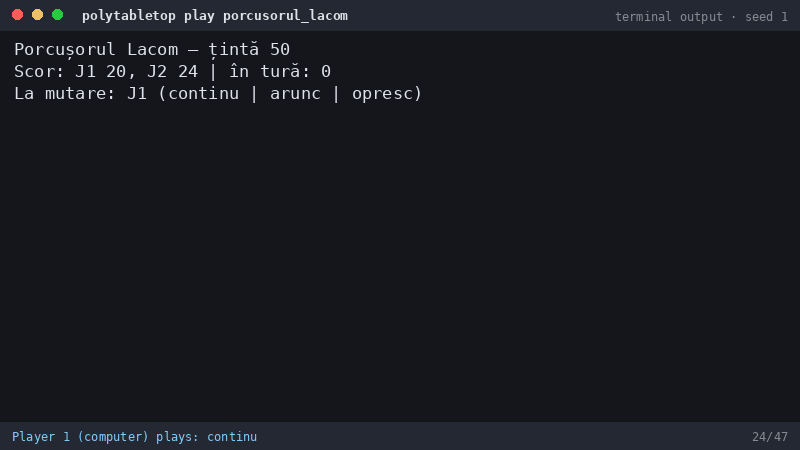 polytabletop play porcusorul_lacom
terminal output · seed 1
Porcușorul Lacom — țintă 50
Scor: J1 20, J2 24 | în tură: 0
La mutare: J1 (continu | arunc | opresc)
Player 1 (computer) plays: continu
24/47